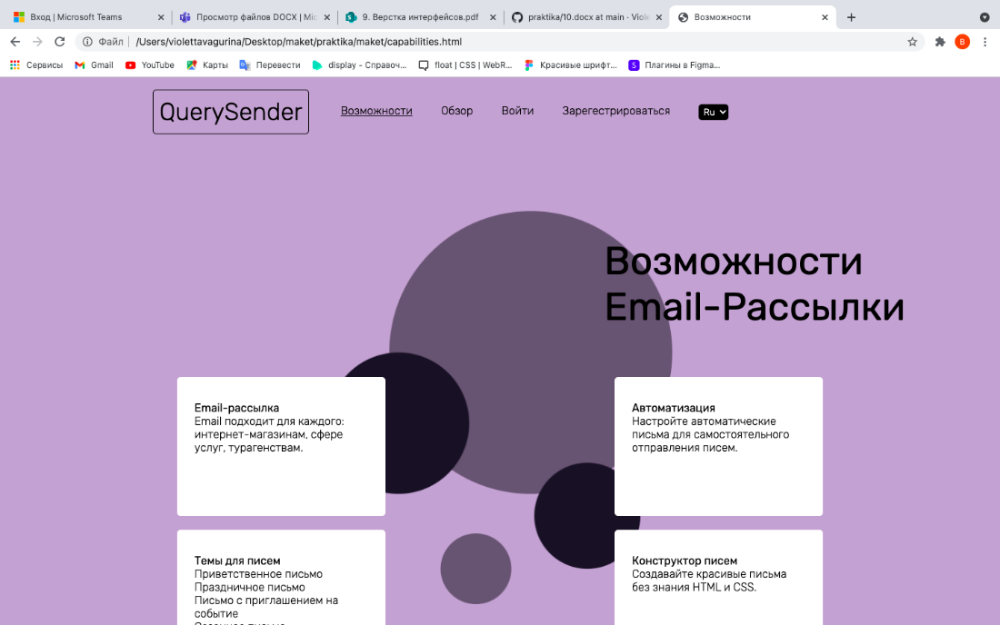 Вход | Microsoft Teams
Просмотр файлов DOCX | Mic
9. Верстка интерфейсов.pdf
praktika/10.docx at main · Viole
Возможности
Файл | /Users/violettavagurina/Desktop/maket/praktika/maket/capabilities.html
B
Сервисы
Gmail
YouTube
Карты
Перевести
display - Справоч...
float | CSS | WebR...
Красивые шрифт...
S
Плагины в Figma...
QuerySender
Возможности
Обзор
Войти
Зарегестрироваться
Ru
Возможности
Email-Рассылки
Email-рассылка
Email подходит для каждого:
интернет-магазинам, сфере
услуг, турагенствам.
Автоматизация
Настройте автоматические
письма для самостоятельного
отправления писем.
Темы для писем
Приветственное письмо
Праздничное письмо
Письмо с приглашением на
событие
Конструктор писем
Создавайте красивые письма
без знания HTML и CSS.